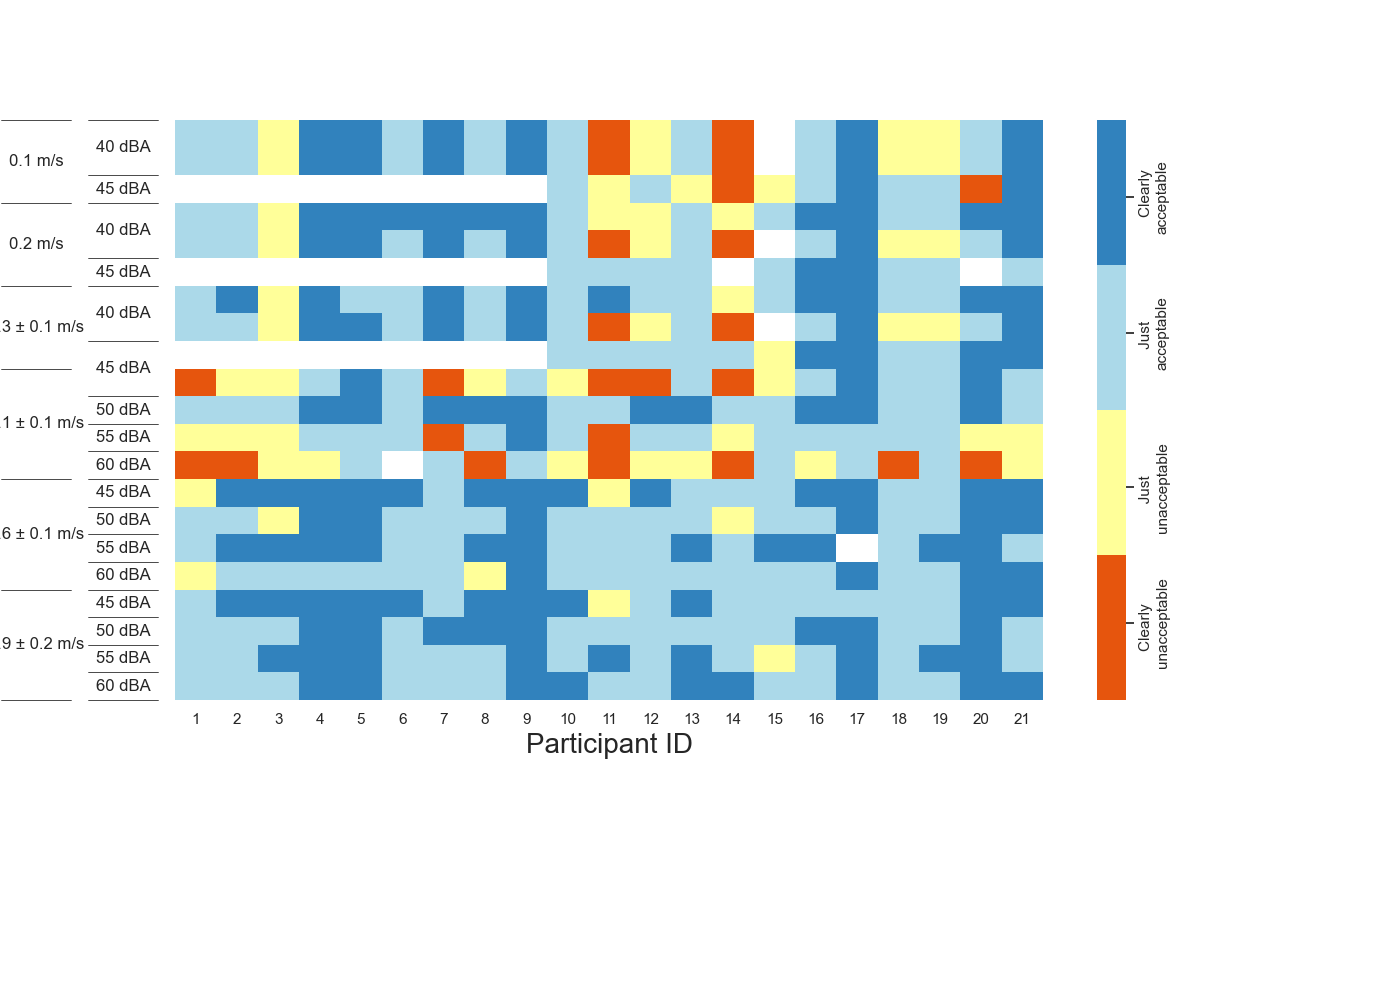 0.1 m/s
40 dBA
45 dBA
0.2 m/s
40 dBA
45 dBA
.3 ± 0.1 m/s
40 dBA
45 dBA
.1 ± 0.1 m/s
50 dBA
55 dBA
60 dBA
.6 ± 0.1 m/s
45 dBA
50 dBA
55 dBA
60 dBA
.9 ± 0.2 m/s
45 dBA
50 dBA
55 dBA
60 dBA
1 2 3 4 5 6 7 8 9 10 11 12 13 14 15 16 17 18 19 20 21
Participant ID
Clearly
acceptable
Just
acceptable
Just
unacceptable
Clearly
unacceptable